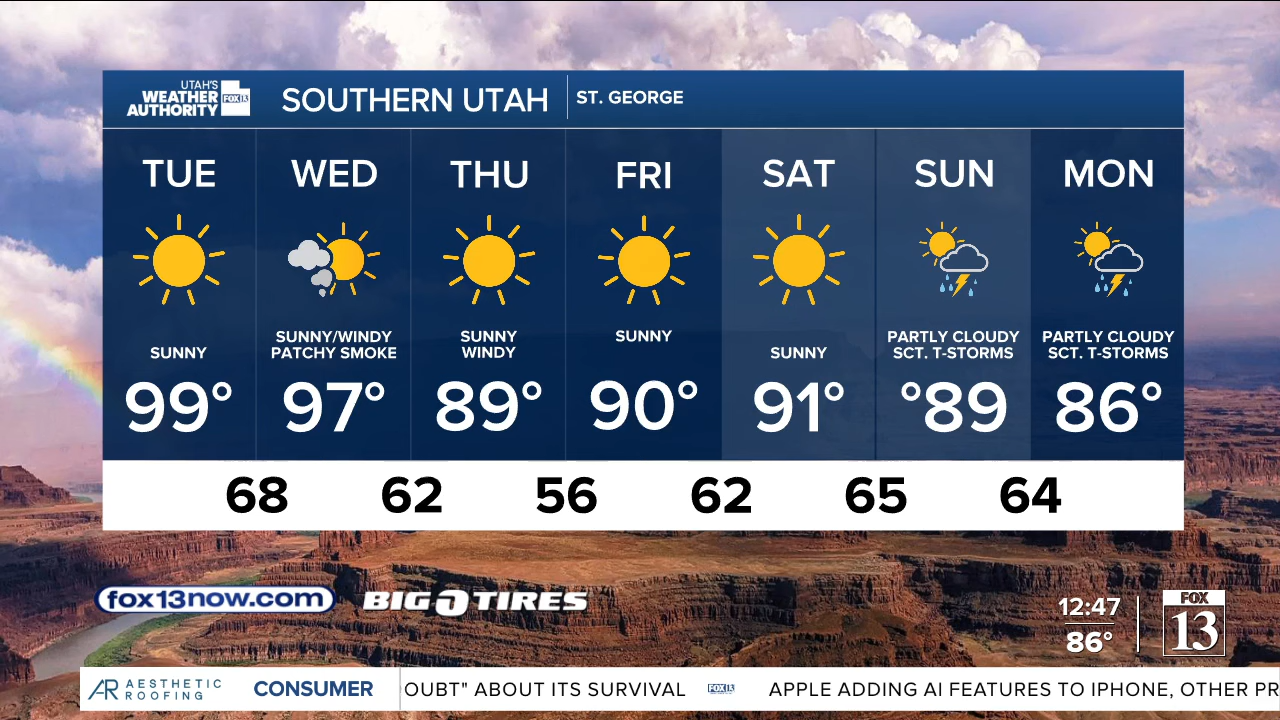 UTAH'S
WEATHER
AUTHORITY
FOX 13
SOUTHERN UTAH
ST. GEORGE
TUE
WED
THU
FRI
SAT
SUN
MON
SUNNY
SUNNY/WINDY
PATCHY SMOKE
SUNNY
WINDY
SUNNY
SUNNY
PARTLY CLOUDY
SCT. T-STORMS
PARTLY CLOUDY
SCT. T-STORMS
99°
97°
89°
90°
91°
°89
86°
68
62
56
62
65
64
fox13now.com
BIG O TIRES
12:47
86°
FOX
13
AR AESTHETIC
ROOFING
CONSUMER
OUBT" ABOUT ITS SURVIVAL
FOX 13
APPLE ADDING AI FEATURES TO IPHONE, OTHER PR